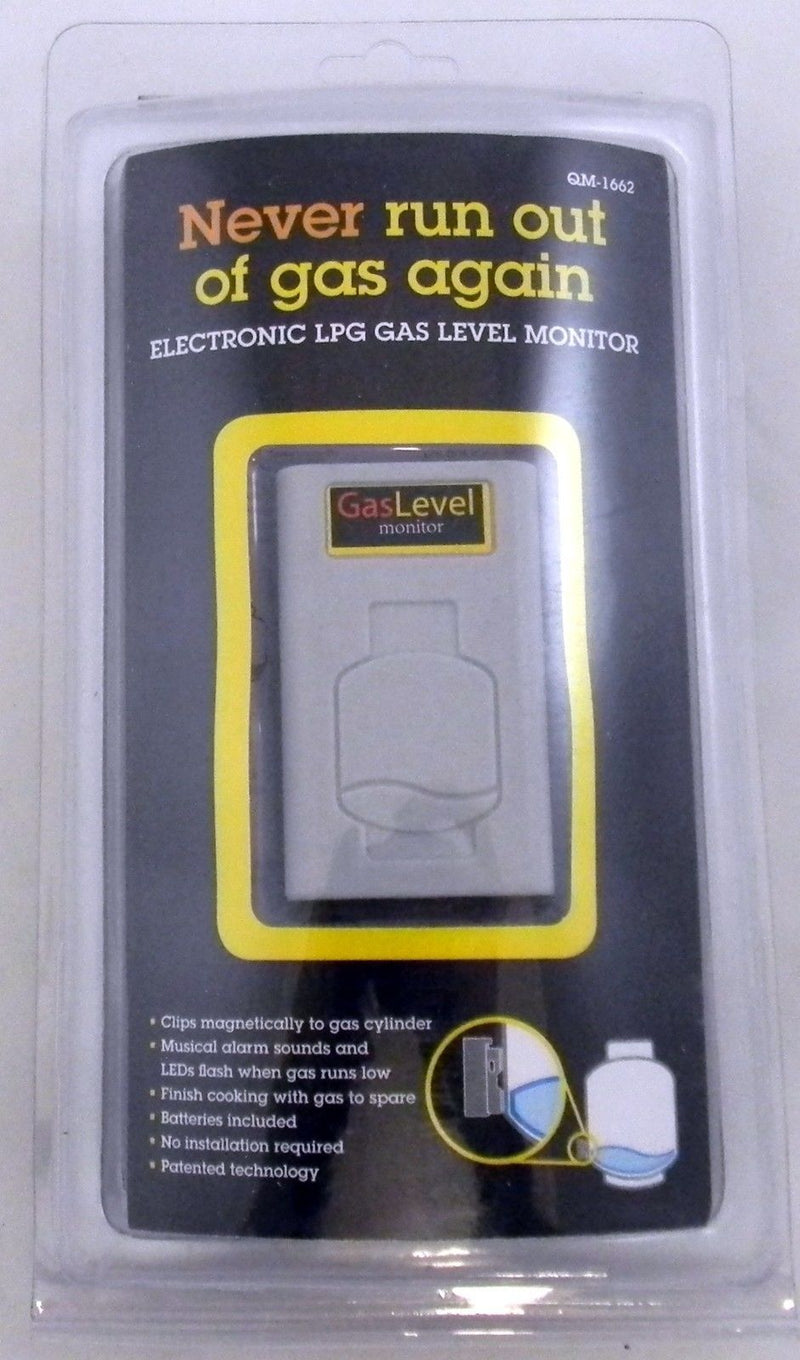 QM-1662
Never run out
of gas again
ELECTRONIC LPG GAS LEVEL MONITOR
GasLevel
monitor
• Clips magnetically to gas cylinder
• Musical alarm sounds and
LEDs flash when gas runs low
• Finish cooking with gas to spare
• Batteries included
• No installation required
• Patented technology